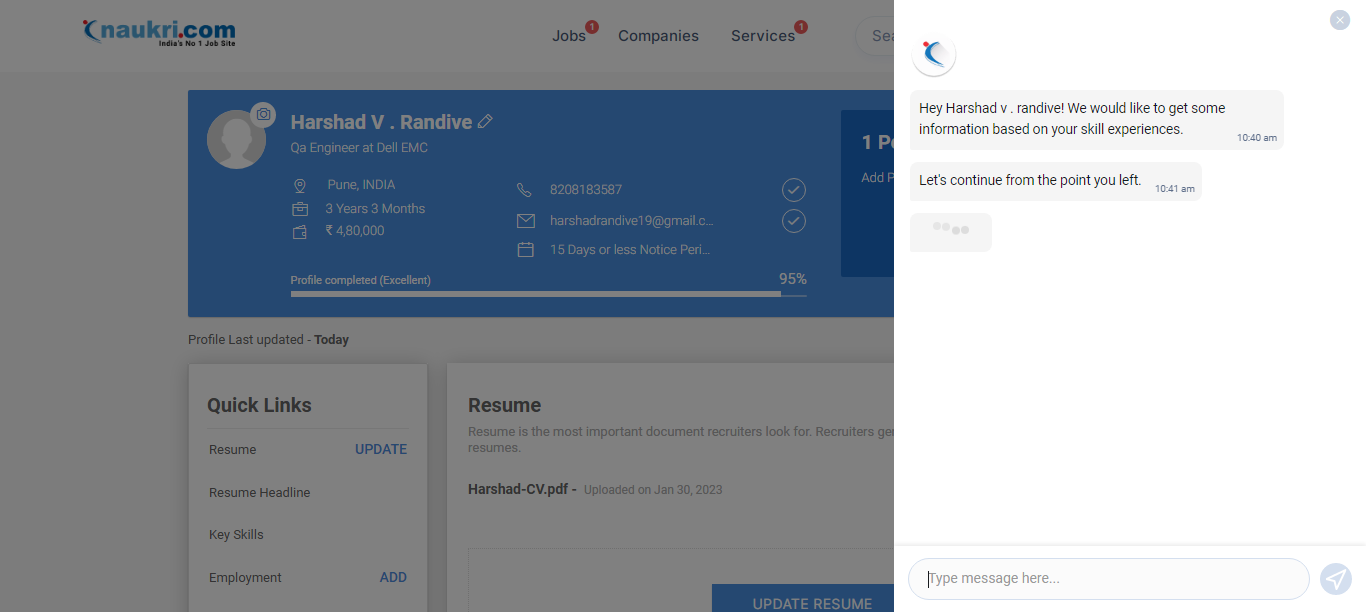 naukri.com
India's No 1 Job Site
Jobs 1
Companies
Services 1
Sea
Harshad V . Randive
Qa Engineer at Dell EMC
Pune, INDIA
3 Years 3 Months
₹ 4,80,000
8208183587
harshadrandive19@gmail.c...
15 Days or less Notice Peri...
Profile completed (Excellent)
95%
1 Pe
Add P
Profile Last updated - Today
Quick Links
Resume UPDATE
Resume Headline
Key Skills
Employment ADD
Resume
Resume is the most important document recruiters look for. Recruiters gen
resumes.
Harshad-CV.pdf - Uploaded on Jan 30, 2023
UPDATE RESUME
Hey Harshad v . randive! We would like to get some
information based on your skill experiences.
10:40 am
Let's continue from the point you left.
10:41 am
Type message here...